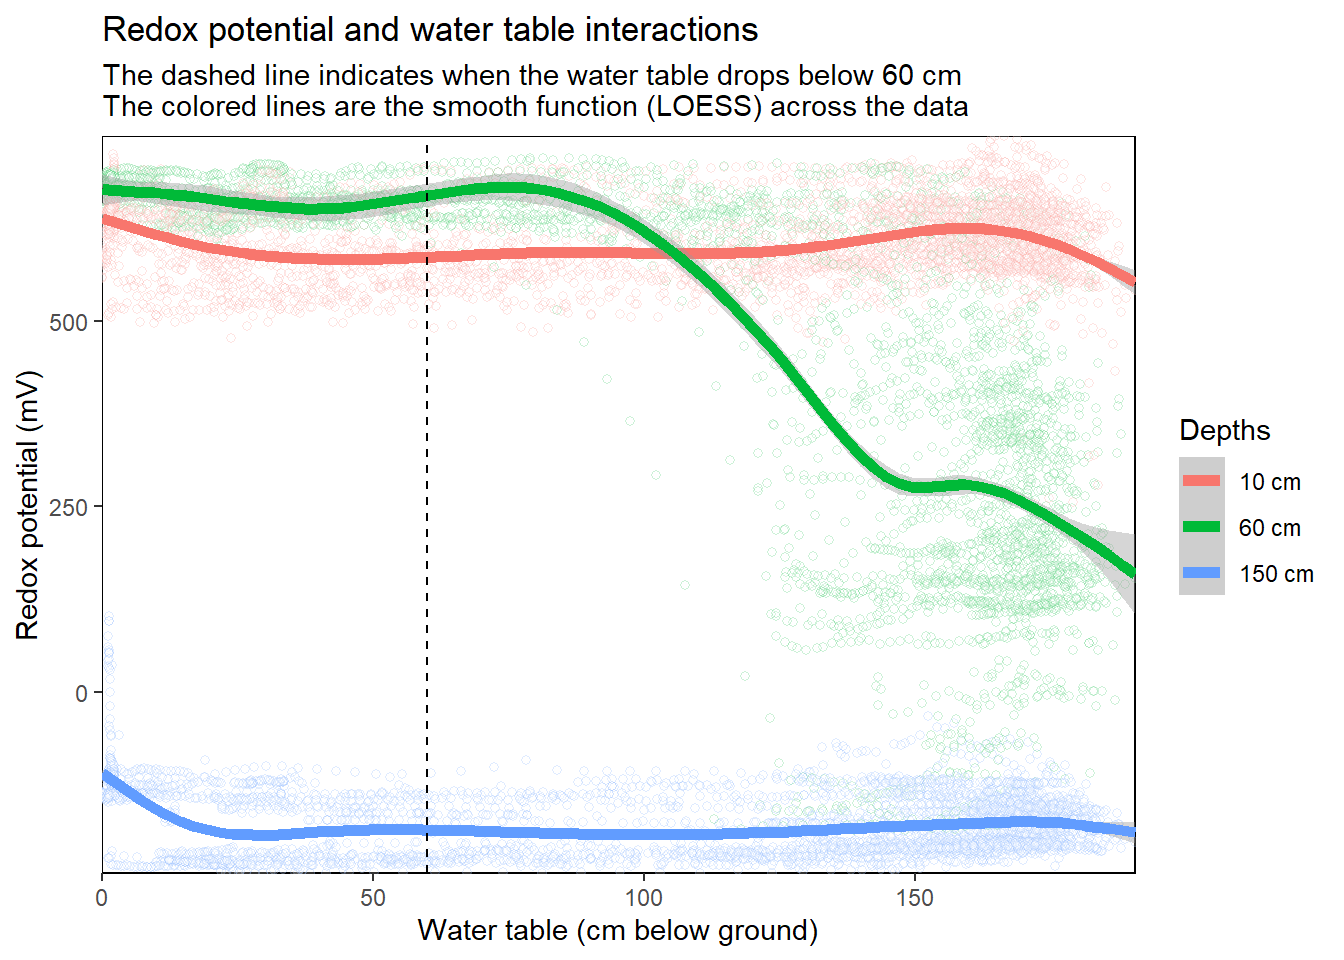 Redox potential and water table interactions
The dashed line indicates when the water table drops below 60 cm
The colored lines are the smooth function (LOESS) across the data
Redox potential (mV)
500
250
0
0
50
100
150
Water table (cm below ground)
Depths
10 cm
60 cm
150 cm